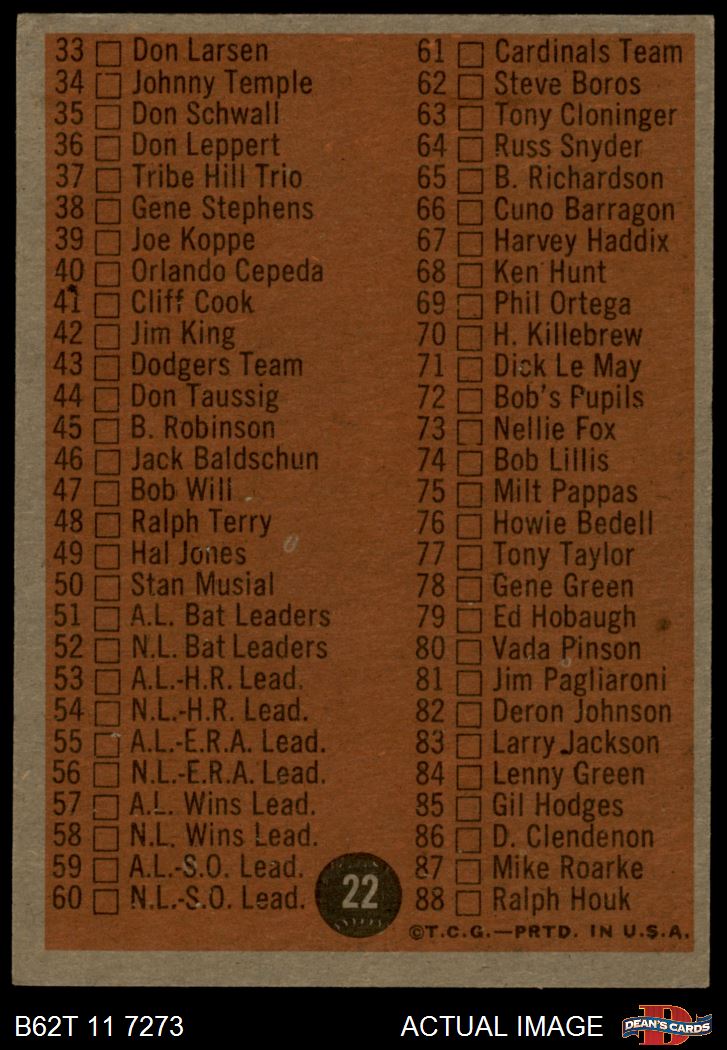 33 Don Larsen
34 Johnny Temple
35 Don Schwall
36 Don Leppert
37 Tribe Hill Trio
38 Gene Stephens
39 Joe Koppe
40 Orlando Cepeda
41 Cliff Cook
42 Jim King
43 Dodgers Team
44 Don Taussig
45 B. Robinson
46 Jack Baldschun
47 Bob Will
48 Ralph Terry
49 Hal Jones
50 Stan Musial
51 A.L. Bat Leaders
52 N.L. Bat Leaders
53 A.L.-H.R. Lead.
54 N.L.-H.R. Lead.
55 A.L.-E.R.A. Lead.
56 N.L.-E.R.A. Lead.
57 A.L. Wins Lead.
58 N.L. Wins Lead.
59 A.L.-S.O. Lead.
60 N.L.-S.O. Lead.
22
61 Cardinals Team
62 Steve Boros
63 Tony Cloninger
64 Russ Snyder
65 B. Richardson
66 Cuno Barragon
67 Harvey Haddix
68 Ken Hunt
69 Phil Ortega
70 H. Killebrew
71 Dick Le May
72 Bob's Pupils
73 Nellie Fox
74 Bob Lillis
75 Milt Pappas
76 Howie Bedell
77 Tony Taylor
78 Gene Green
79 Ed Hobaugh
80 Vada Pinson
81 Jim Pagliaroni
82 Deron Johnson
83 Larry Jackson
84 Lenny Green
85 Gil Hodges
86 D. Clendenon
87 Mike Roarke
88 Ralph Houk
©T.C.G.—PRTD. IN U.S.A.
B62T 11 7273
ACTUAL IMAGE
D
DEAN'S CARDS